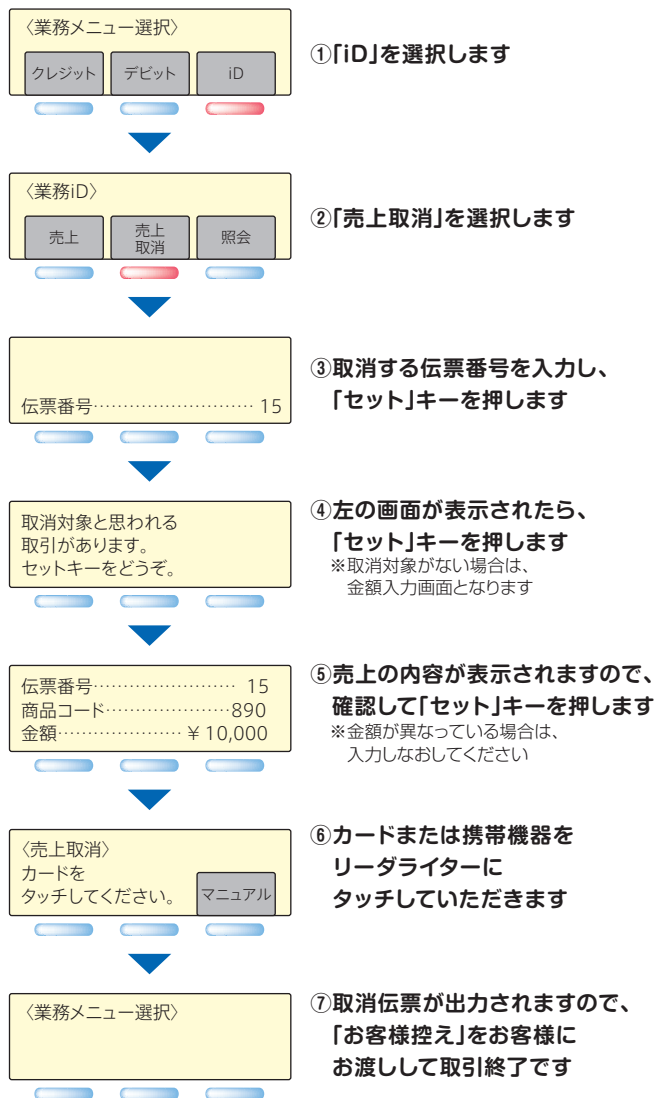 〈業務メニュー選択〉
クレジット デビット iD
①「iD」を選択します
〈業務iD〉
売上 売上
取消 照会
②「売上取消」を選択します
伝票番号………………………… 15
③取消する伝票番号を入力し、
「セット」キーを押します
取消対象と思われる
取引があります。
セットキーをどうぞ。
④左の画面が表示されたら、
「セット」キーを押します
※取消対象がない場合は、
金額入力画面となります
伝票番号…………………… 15
商品コード…………………890
金額………………… ¥ 10,000
⑤売上の内容が表示されますので、
確認して「セット」キーを押します
※金額が異なっている場合は、
入力しなおしてください
〈売上取消〉
カードを
タッチしてください。 マニュアル
⑥カードまたは携帯機器を
リーダライターに
タッチしていただきます
〈業務メニュー選択〉
⑦取消伝票が出力されますので、
「お客様控え」をお客様に
お渡しして取引終了です